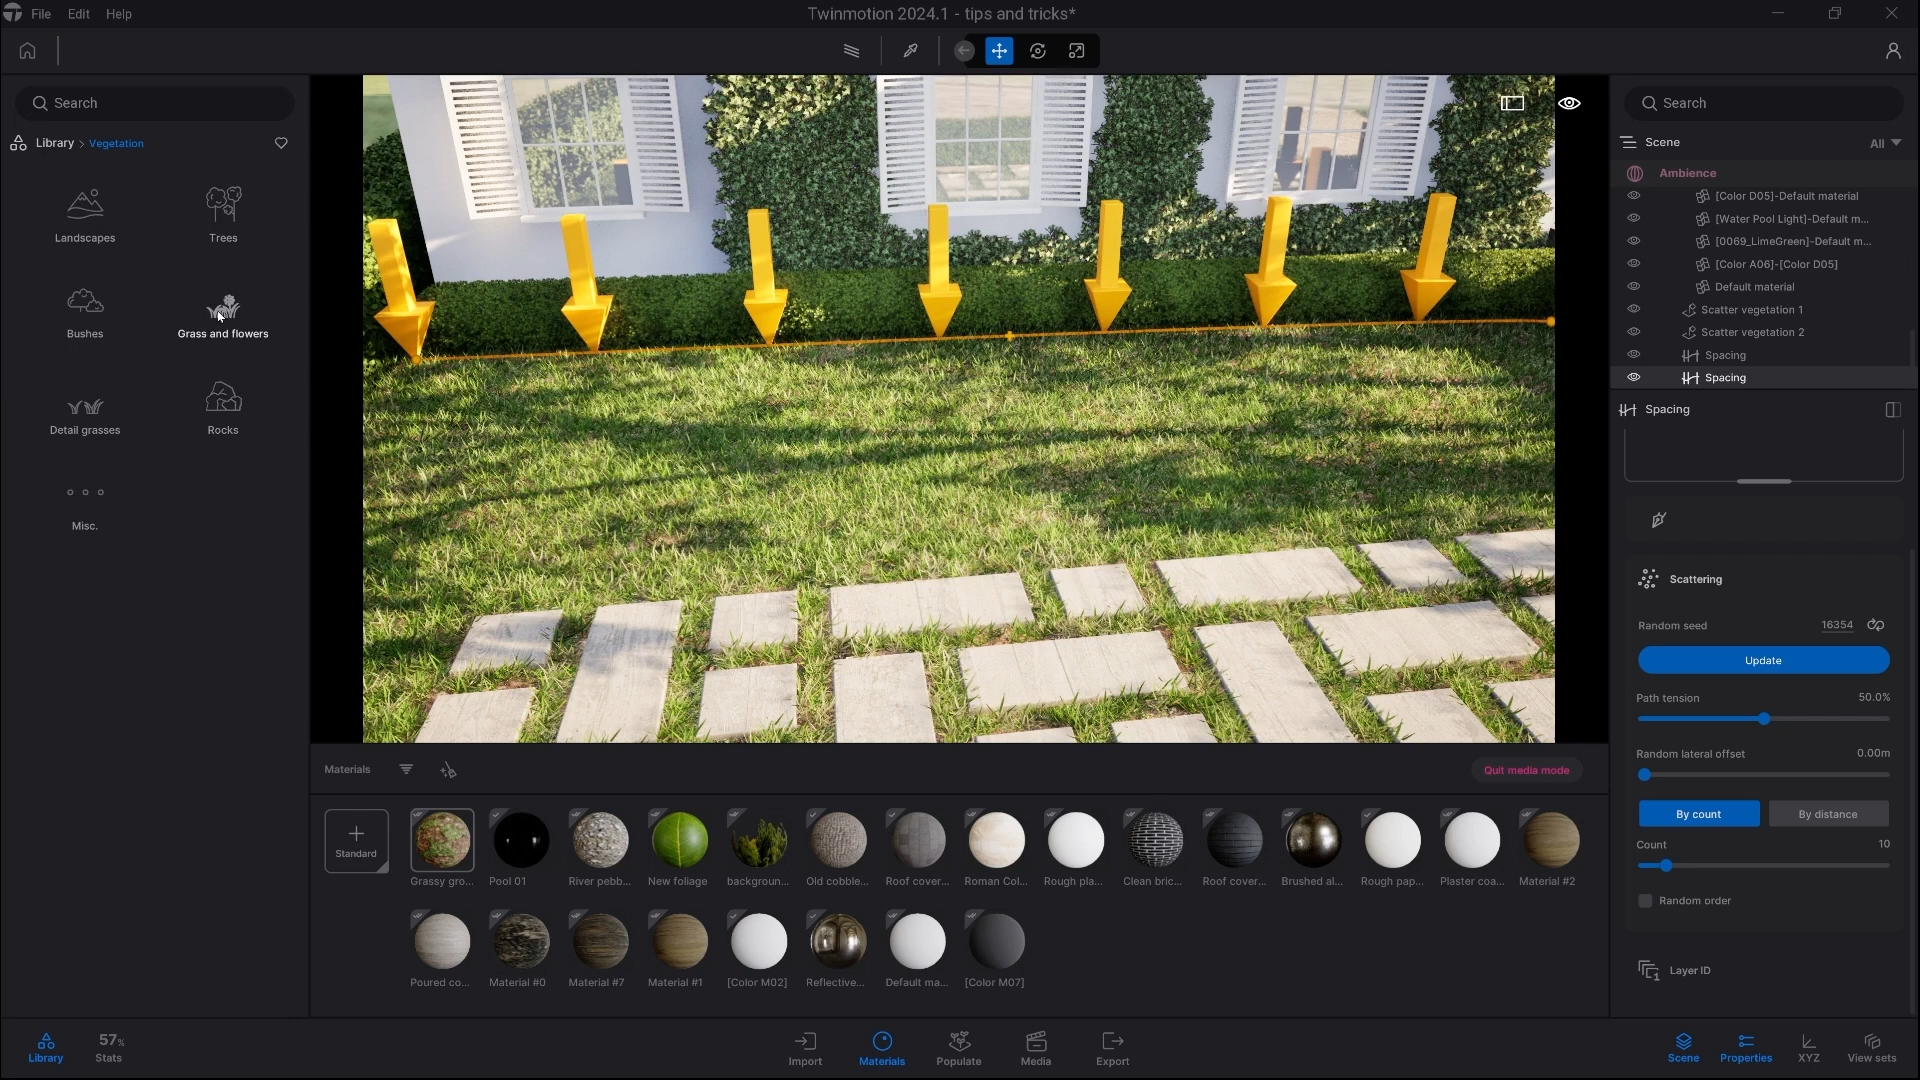 File Edit Help
Twinmotion 2024.1 - tips and tricks*
Search
Library > Vegetation
Landscapes
Trees
Bushes
Grass and flowers
Detail grasses
Rocks
Misc.
Search
Scene
All
Ambience
[Color D05]-Default material
[Water Pool Light]-Default m...
[0069_LimeGreen]-Default m...
[Color A06]-[Color D05]
Default material
Scatter vegetation 1
Scatter vegetation 2
Spacing
Spacing
Spacing
Scattering
Random seed 16354
Update
Path tension 50.0%
Random lateral offset 0.00m
By count By distance
Count 10
Random order
Layer ID
Materials
Quit media mode
Standard
Grassy gro... Pool 01 River pebb... New foliage backgroun... Old cobble... Roof cover... Roman Col... Rough pla... Clean bric... Roof cover... Brushed al... Rough pap... Plaster coa... Material #2
Poured co... Material #0 Material #7 Material #1 [Color M02] Reflective... Default ma... [Color M07]
Library
57%
Stats
Import
Materials
Populate
Media
Export
Scene
Properties
XYZ
View sets